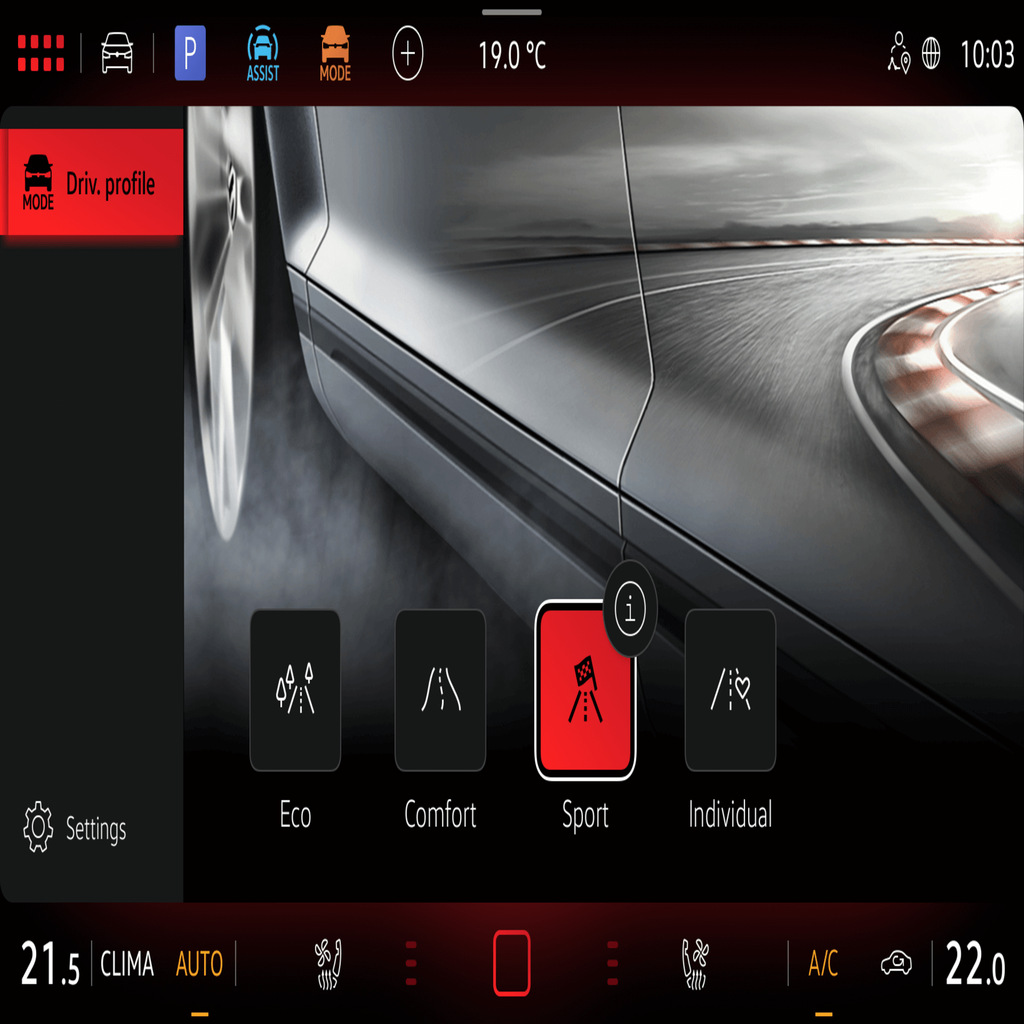 P
ASSIST
MODE
19.0 °C
10:03
MODE
Driv. profile
i
Eco
Comfort
Sport
Individual
Settings
21.5
CLIMA
AUTO
A/C
22.0